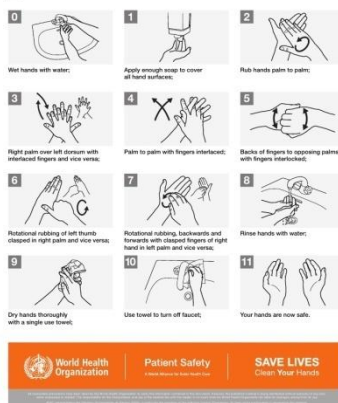 0
Wet hands with water;
1
Apply enough soap to cover
all hand surfaces;
2
Rub hands palm to palm;
3
Right palm over left dorsum with
interlaced fingers and vice versa;
4
Palm to palm with fingers interlaced;
5
Backs of fingers to opposing palms
with fingers interlocked;
6
Rotational rubbing of left thumb
clasped in right palm and vice versa;
7
Rotational rubbing, backwards and
forwards with clasped fingers of right
hand in left palm and vice versa;
8
Rinse hands with water;
9
Dry hands thoroughly
with a single use towel;
10
Use towel to turn off faucet;
11
Your hands are now safe.
World Health
Organization
Patient Safety
A World Alliance for Safer Health Care
SAVE LIVES
Clean Your Hands